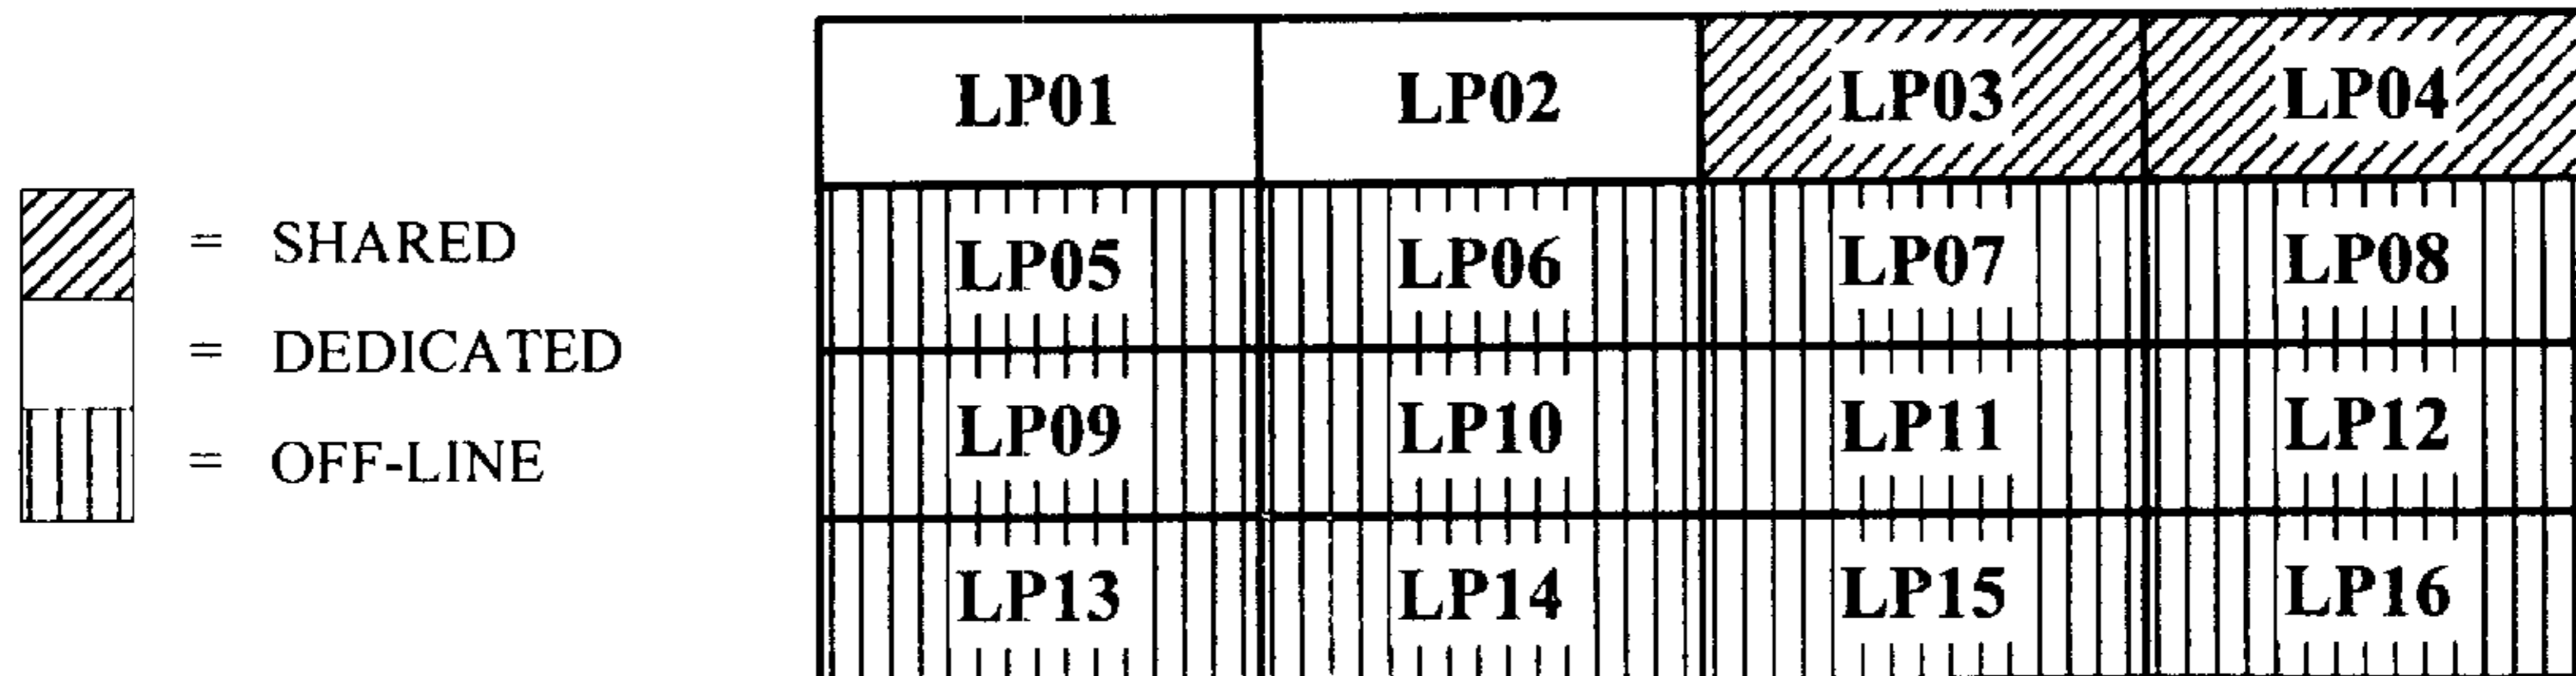 = SHARED
= DEDICATED
= OFF-LINE
LP01 LP02 LP03 LP04
LP05 LP06 LP07 LP08
LP09 LP10 LP11 LP12
LP13 LP14 LP15 LP16